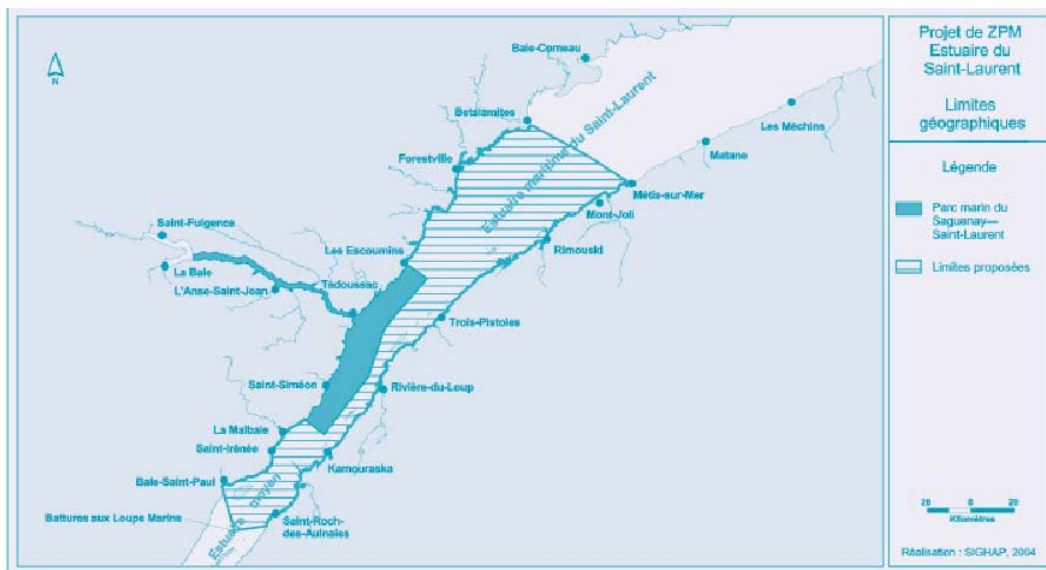 Projet de ZPM
Estuaire du
Saint-Laurent
Limites
géographiques
Légende
Parc marin du
Saguenay—
Saint-Laurent
Limites proposées
20 0 20
Kilomètres
Réalisation : SIGHAP, 2004
N
Baie-Comeau
Betsiamites
Les Méchins
Matane
Forestville
Estuaire maritime du Saint-Laurent
Métis-sur-Mer
Mont-Joli
Saint-Fulgence
Rimouski
Les Escoumins
La Baie
Tadoussac
L'Anse-Saint-Jean
Trois-Pistoles
Saint-Siméon
Rivière-du-Loup
La Malbaie
Saint-Irénée
Kamouraska
Baie-Saint-Paul
Estuaire moyen
Battures aux Loups Marins
Saint-Roch-
des-Aulnaies